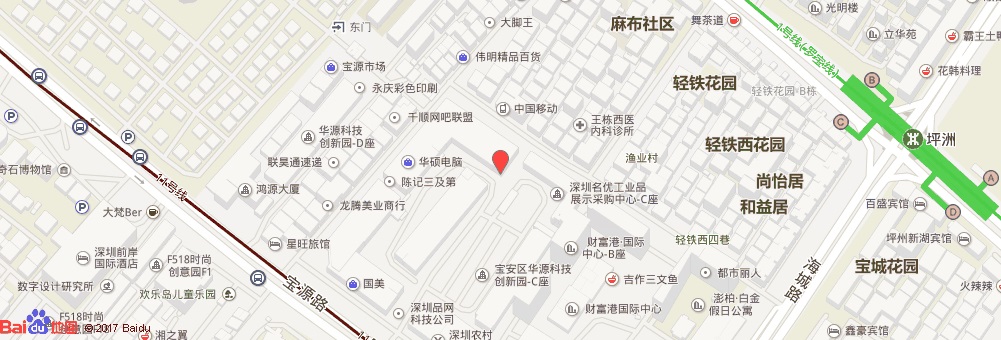 大脚王
麻布社区
舞茶道
光明楼
立华苑
霸王土鸭
花韩料理
东门
1号线(罗宝线)
宝源市场
伟明精品百货
永庆彩色印刷
轻铁花园
轻铁花园-B栋
B
千顺网吧联盟
中国移动
王栋西医
内科诊所
C
坪洲
华源科技
创新园-D座
轻铁西花园
渔业村
联昊通速递
华硕电脑
奇石博物馆
11号线
陈记三及第
尚怡居
A
鸿源大厦
深圳名优工业品
展示采购中心-C座
和益居
百盛宾馆
D
大梵Ber
龙腾美业商行
星旺旅馆
财富港·国际
中心-B座
轻铁西四巷
坪州新湖宾馆
深圳前岸
国际酒店
F518时尚
创意园F1
宝安区华源科技
创新园-C座
吉作三文鱼
都市丽人
海城路
宝城花园
数字设计研究所
欢乐岛儿童乐园
国美
宝源路
火辣辣
深圳品网
科技公司
财富港国际中心
澎柏·白金
假日公寓
F518时尚
Baidu地图
© 2017 Baidu
湘之翼
深圳农村
鑫豪宾馆